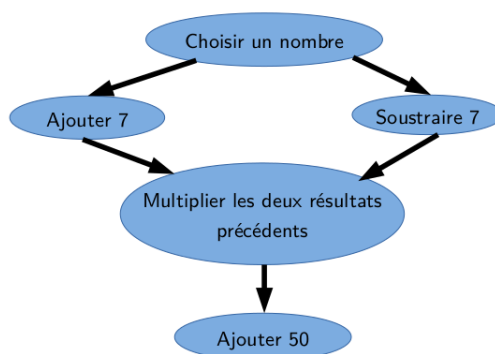 Choisir un nombre
Ajouter 7
Soustraire 7
Multiplier les deux résultats
précédents
Ajouter 50